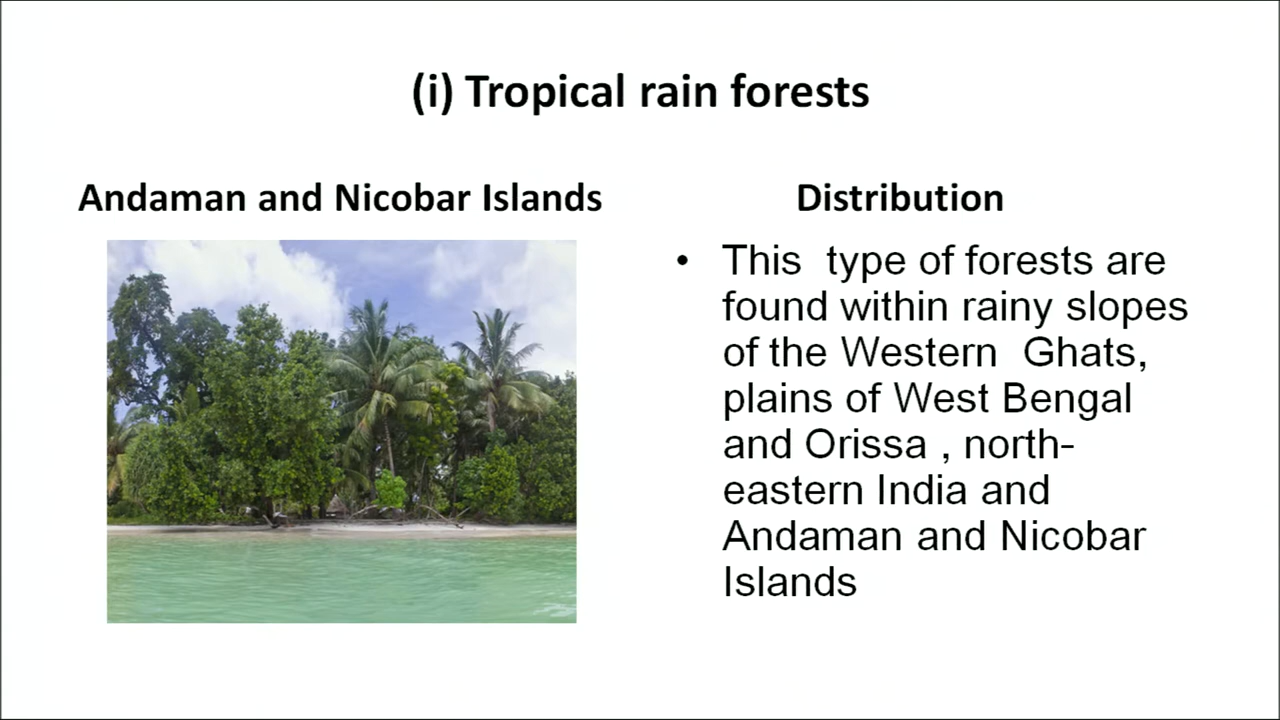 (i) Tropical rain forests
Andaman and Nicobar Islands
Distribution
• This  type of forests are
found within rainy slopes
of the Western  Ghats,
plains of West Bengal
and Orissa , north-
eastern India and
Andaman and Nicobar
Islands